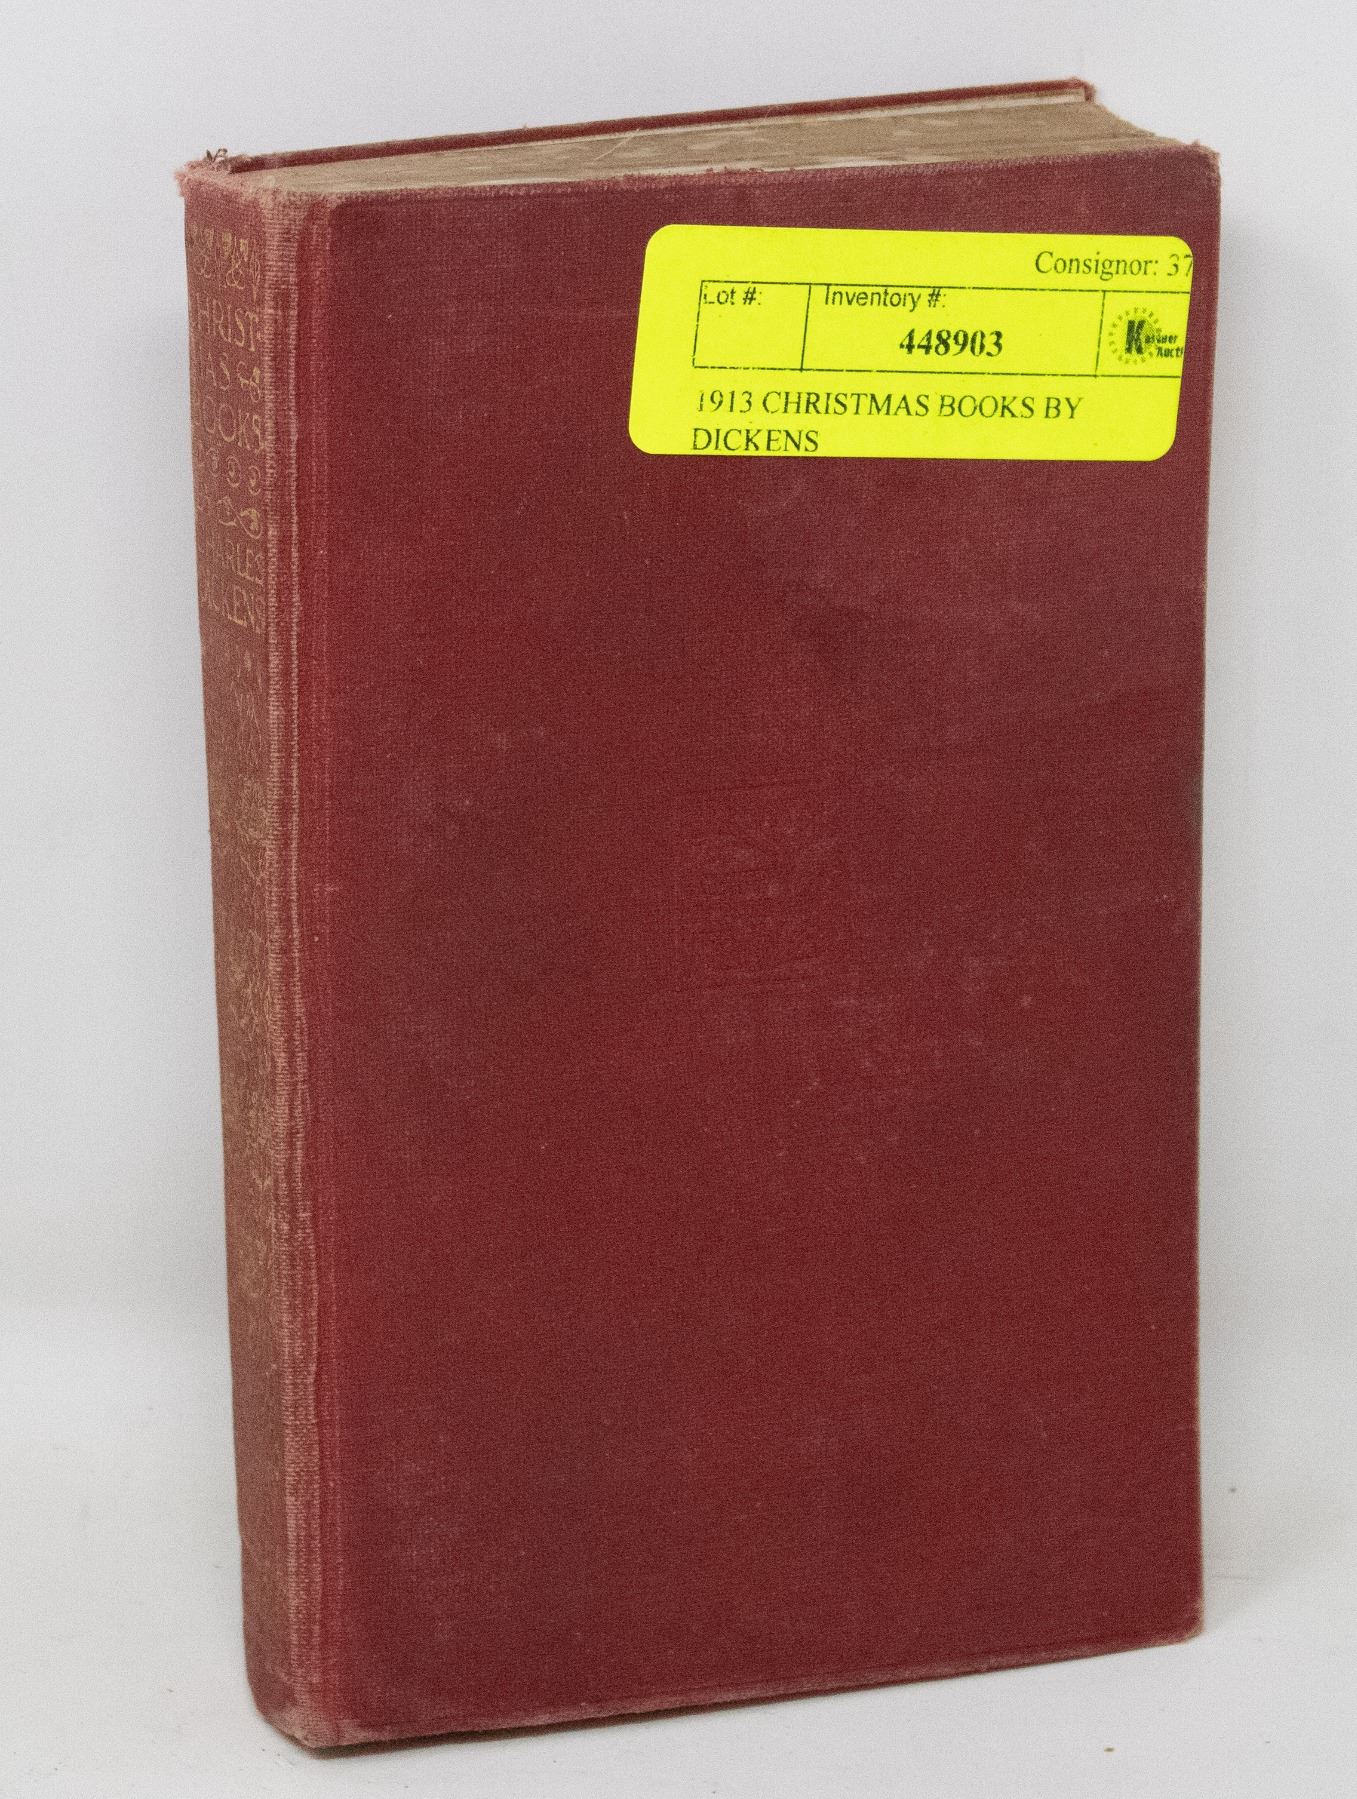 CHRIST-
MAS
BOOKS
CHARLES
DICKENS
Consignor: 37
Lot #:
Inventory #:
448903
1913 CHRISTMAS BOOKS BY
DICKENS